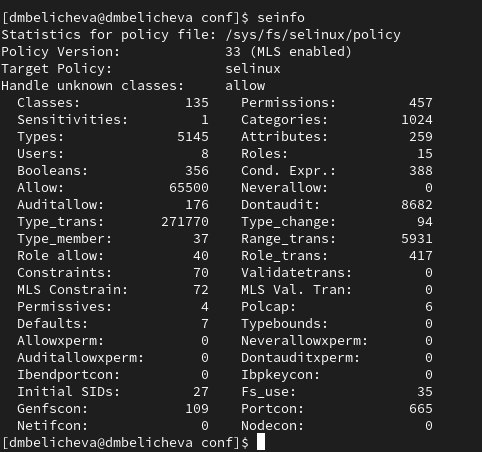 [dmbelicheva@dmbelicheva conf]$ seinfo
Statistics for policy file: /sys/fs/selinux/policy
Policy Version:             33 (MLS enabled)
Target Policy:              selinux
Handle unknown classes:     allow
  Classes:             135    Permissions:         457
  Sensitivities:         1    Categories:         1024
  Types:              5145    Attributes:          259
  Users:                 8    Roles:                15
  Booleans:            356    Cond. Expr.:         388
  Allow:             65500    Neverallow:            0
  Auditallow:          176    Dontaudit:          8682
  Type_trans:       271770    Type_change:          94
  Type_member:          37    Range_trans:        5931
  Role allow:           40    Role_trans:          417
  Constraints:          70    Validatetrans:         0
  MLS Constrain:        72    MLS Val. Tran:         0
  Permissives:           4    Polcap:                6
  Defaults:              7    Typebounds:            0
  Allowxperm:            0    Neverallowxperm:       0
  Auditallowxperm:       0    Dontauditxperm:        0
  Ibendportcon:          0    Ibpkeycon:             0
  Initial SIDs:         27    Fs_use:               35
  Genfscon:            109    Portcon:             665
  Netifcon:              0    Nodecon:               0
[dmbelicheva@dmbelicheva conf]$